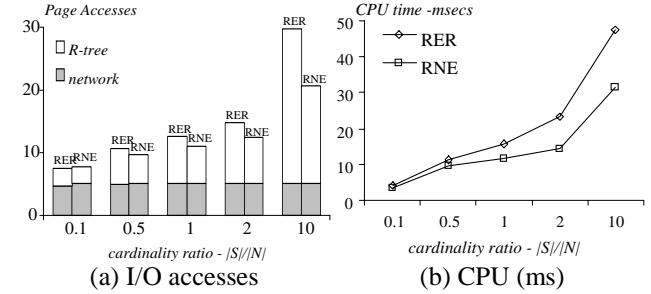 Page Accesses
30
20
10
0
R-tree
network
RER RNE
RER
RNE
RER
RNE
RER
RNE
RER
RNE
0.1 0.5 1 2 10
cardinality ratio - |S|/|N|
(a) I/O accesses
CPU time -msecs
50
40
30
20
10
0
RER
RNE
0.1 0.5 1 2 10
cardinality ratio - |S|/|N|
(b) CPU (ms)